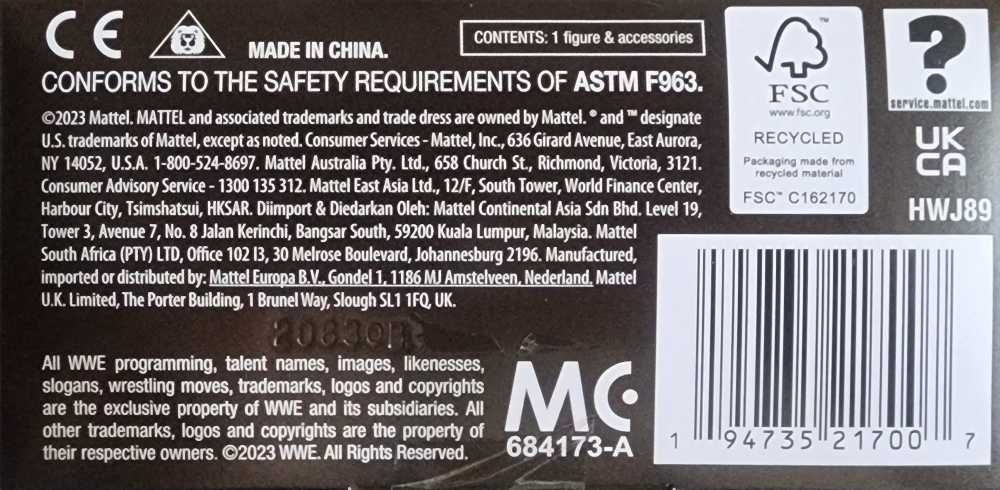 CE
MADE IN CHINA.
CONTENTS: 1 figure & accessories
CONFORMS TO THE SAFETY REQUIREMENTS OF ASTM F963.
©2023 Mattel. MATTEL and associated trademarks and trade dress are owned by Mattel. ® and ™ designate
U.S. trademarks of Mattel, except as noted. Consumer Services - Mattel, Inc., 636 Girard Avenue, East Aurora,
NY 14052, U.S.A. 1-800-524-8697. Mattel Australia Pty. Ltd., 658 Church St., Richmond, Victoria, 3121.
Consumer Advisory Service - 1300 135 312. Mattel East Asia Ltd., 12/F, South Tower, World Finance Center,
Harbour City, Tsimshatsui, HKSAR. Diimport & Diedarkan Oleh: Mattel Continental Asia Sdn Bhd. Level 19,
Tower 3, Avenue 7, No. 8 Jalan Kerinchi, Bangsar South, 59200 Kuala Lumpur, Malaysia. Mattel
South Africa (PTY) LTD, Office 102 I3, 30 Melrose Boulevard, Johannesburg 2196. Manufactured,
imported or distributed by: Mattel Europa B.V., Gondel 1, 1186 MJ Amstelveen, Nederland. Mattel
U.K. Limited, The Porter Building, 1 Brunel Way, Slough SL1 1FQ, UK.
All WWE programming, talent names, images, likenesses,
slogans, wrestling moves, trademarks, logos and copyrights
are the exclusive property of WWE and its subsidiaries. All
other trademarks, logos and copyrights are the property of
their respective owners. ©2023 WWE. All Rights Reserved.
MC
684173-A
™
FSC
www.fsc.org
RECYCLED
Packaging made from
recycled material
FSC™ C162170
?
service.mattel.com
UK
CA
HWJ89
1 94735 21700 7